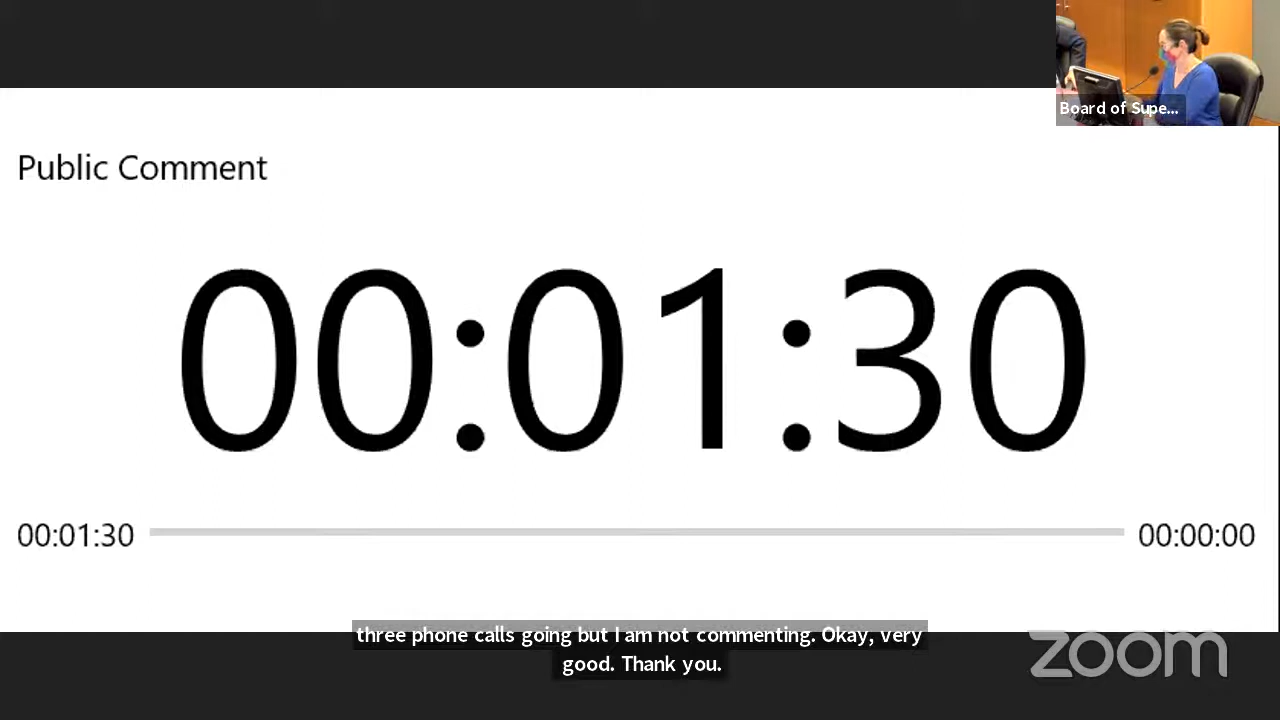 Board of Supe...
Public Comment
00:01:30
00:01:30
00:00:00
three phone calls going but I am not commenting. Okay, very
good. Thank you.
zoom